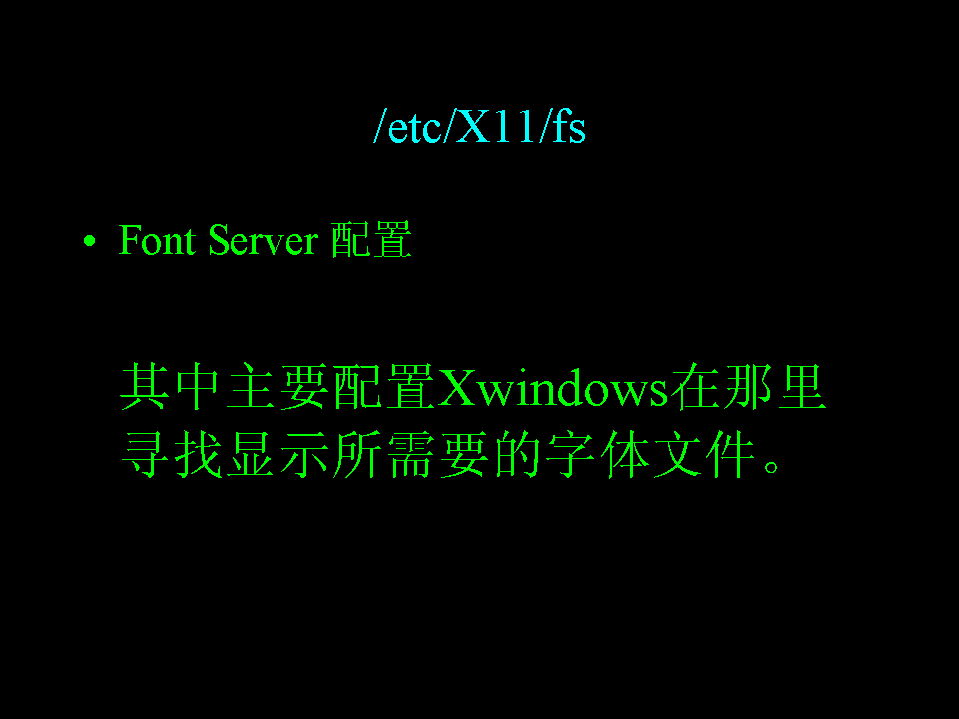 /etc/X11/fs
• Font Server 配置
其中主要配置Xwindows在那里
寻找显示所需要的字体文件。